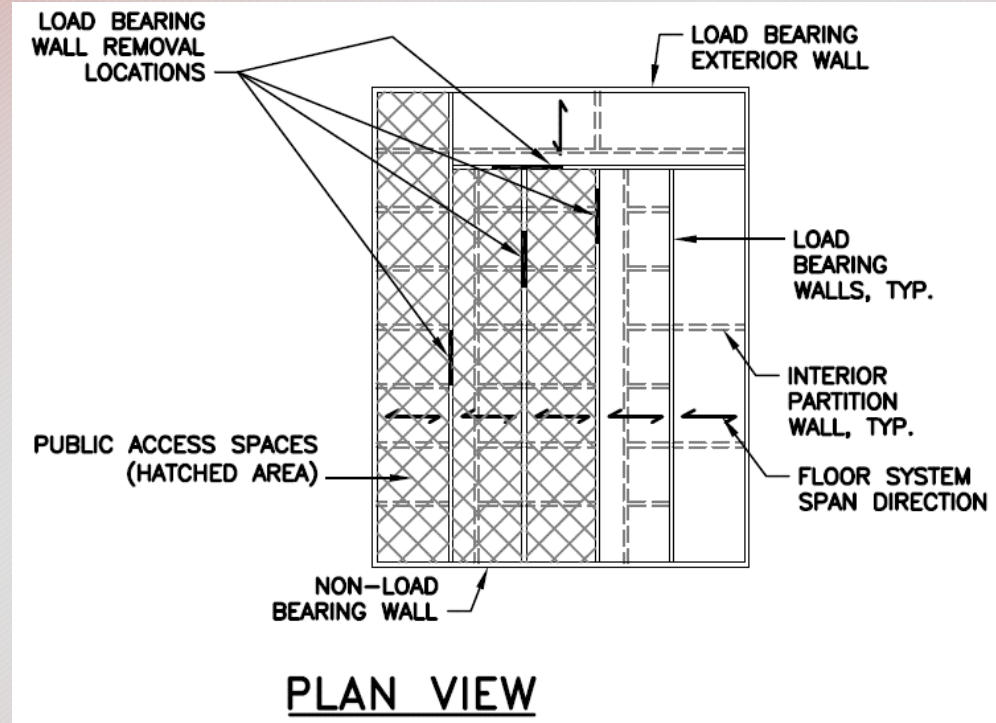 LOAD BEARING
WALL REMOVAL
LOCATIONS
LOAD BEARING
EXTERIOR WALL
LOAD
BEARING
WALLS, TYP.
INTERIOR
PARTITION
WALL, TYP.
PUBLIC ACCESS SPACES
(HATCHED AREA)
FLOOR SYSTEM
SPAN DIRECTION
NON-LOAD
BEARING WALL
PLAN VIEW